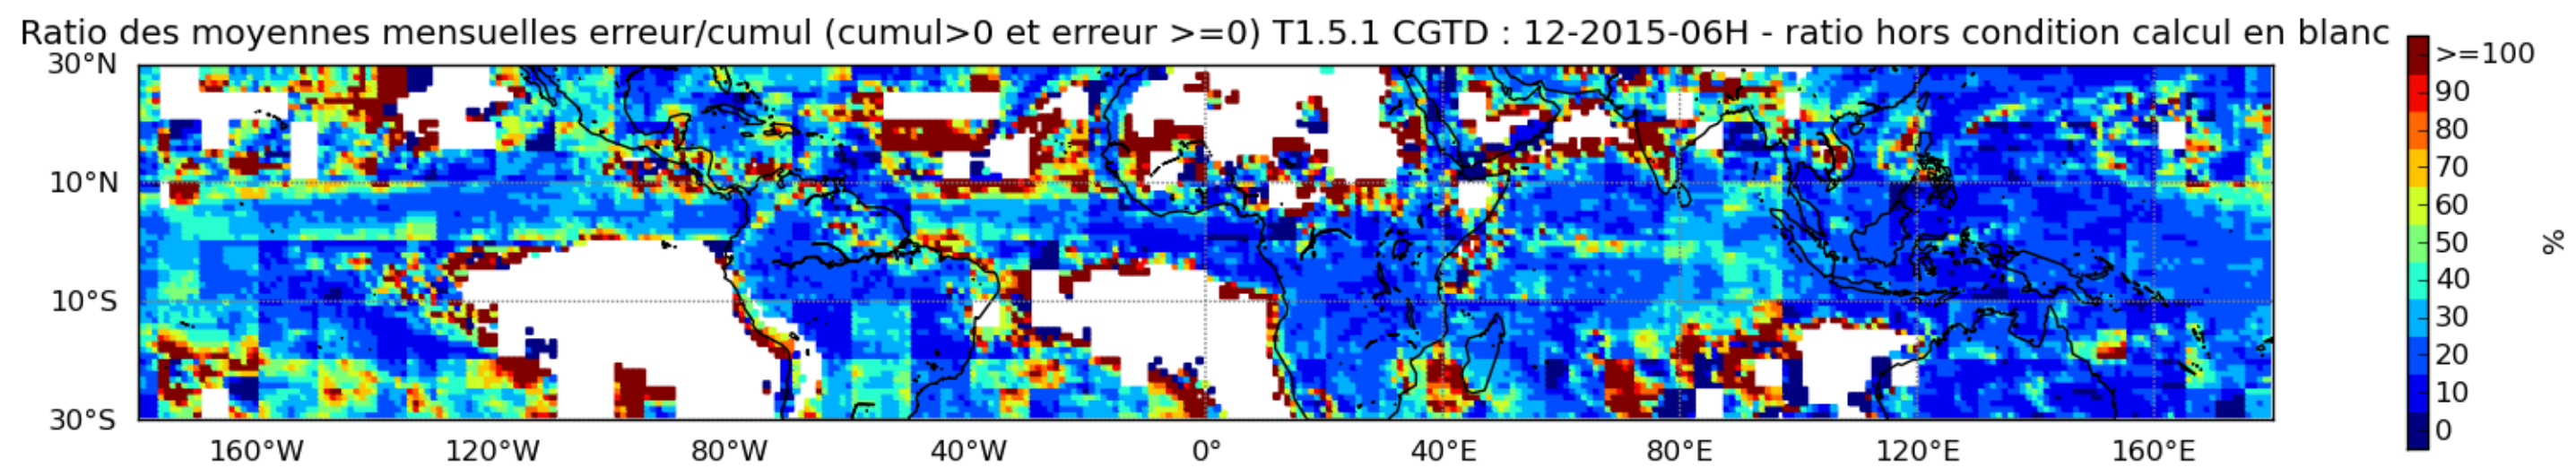 Ratio des moyennes mensuelles erreur/cumul (cumul>0 et erreur >=0) T1.5.1 CGTD : 12-2015-06H - ratio hors condition calcul en blanc
30°N
10°N
10°S
30°S
160°W 120°W 80°W 40°W 0° 40°E 80°E 120°E 160°E
>=100
90
80
70
60
50
40
30
20
10
0
%